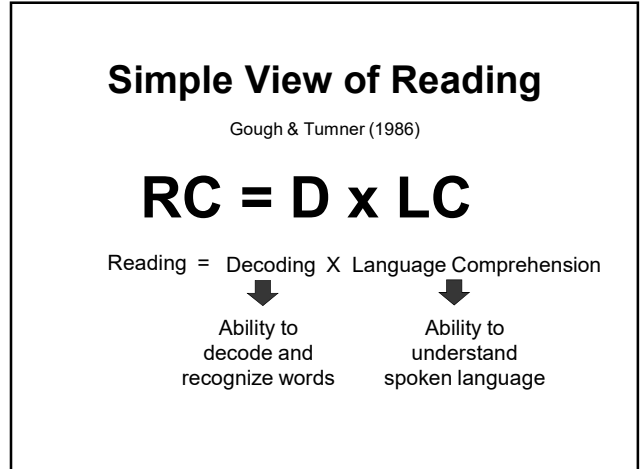 Simple View of Reading
Gough & Tumner (1986)
RC = D x LC
Reading = Decoding X Language Comprehension
Ability to decode and recognize words
Ability to understand spoken language